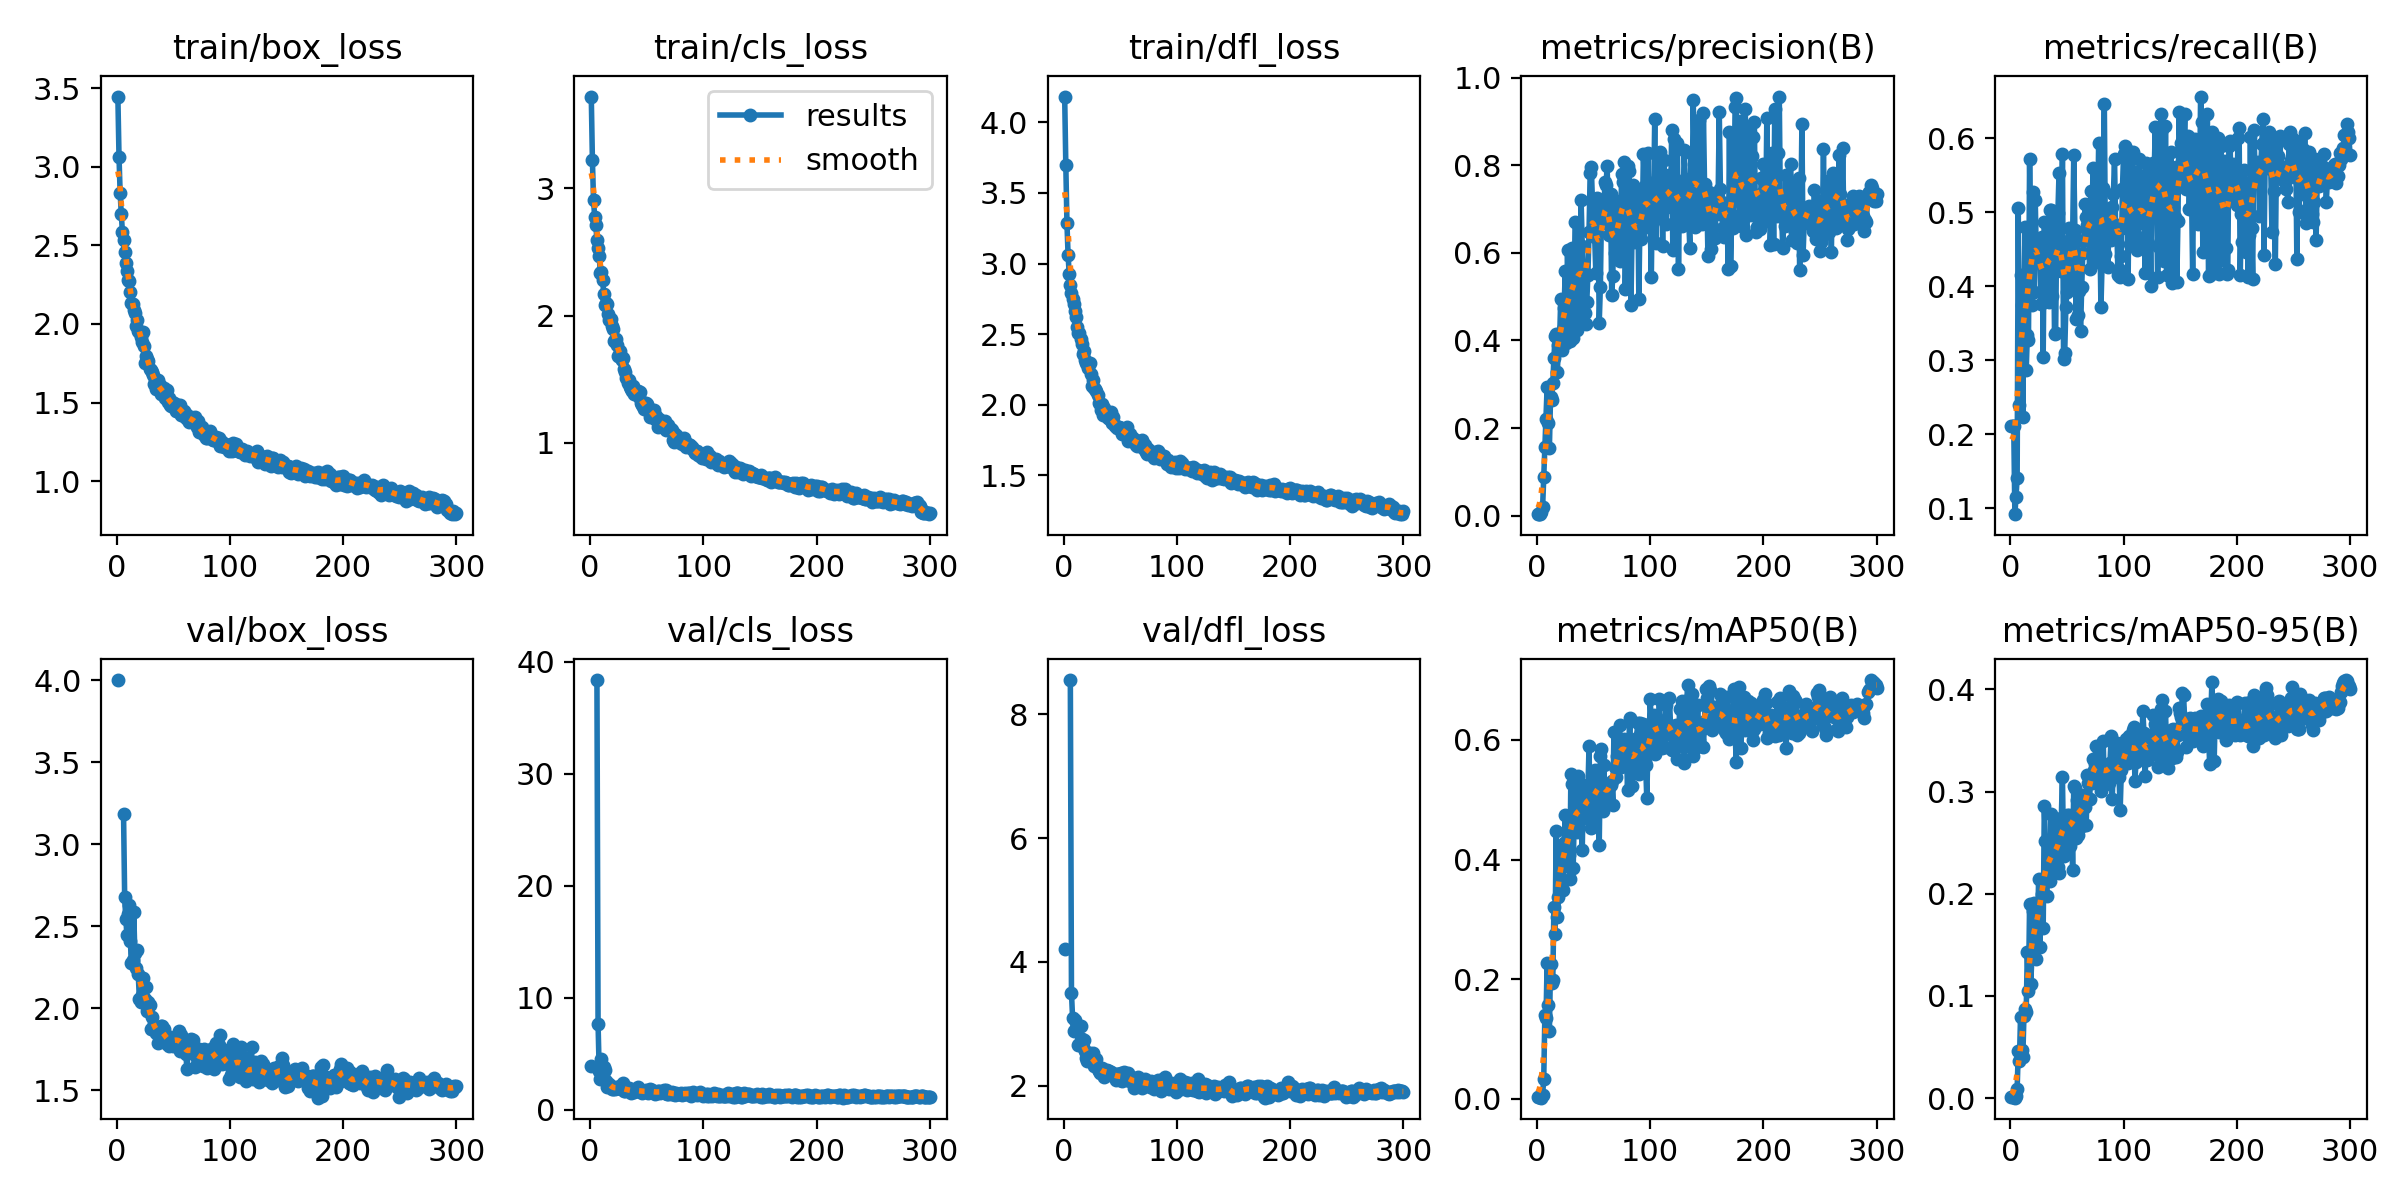 train/box_loss
3.5
3.0
2.5
2.0
1.5
1.0
0 100 200 300
train/cls_loss
results
smooth
3
2
1
0 100 200 300
train/dfl_loss
4.0
3.5
3.0
2.5
2.0
1.5
0 100 200 300
metrics/precision(B)
1.0
0.8
0.6
0.4
0.2
0.0
0 100 200 300
metrics/recall(B)
0.6
0.5
0.4
0.3
0.2
0.1
0 100 200 300
val/box_loss
4.0
3.5
3.0
2.5
2.0
1.5
0 100 200 300
val/cls_loss
40
30
20
10
0
0 100 200 300
val/dfl_loss
8
6
4
2
0 100 200 300
metrics/mAP50(B)
0.6
0.4
0.2
0.0
0 100 200 300
metrics/mAP50-95(B)
0.4
0.3
0.2
0.1
0.0
0 100 200 300